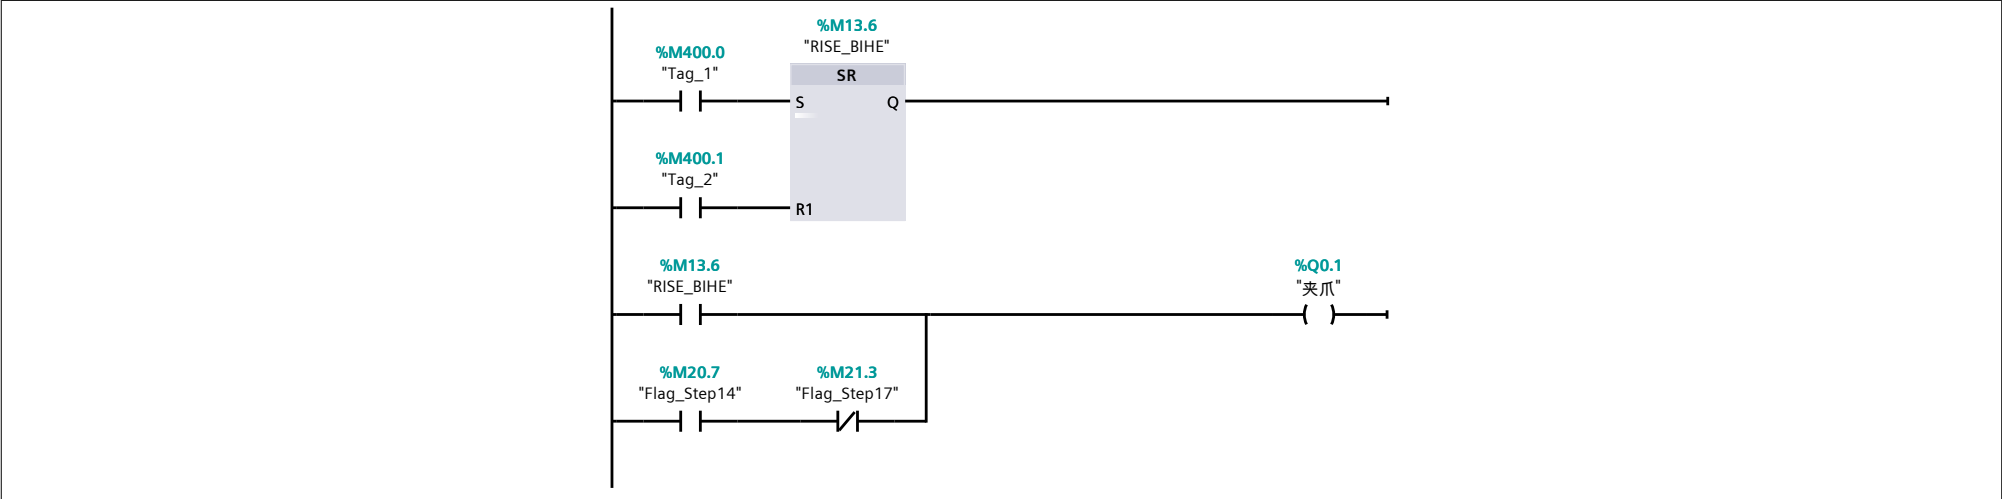 %M13.6
"RISE_BIHE"
%M400.0
"Tag_1"
SR
S
Q
%M400.1
"Tag_2"
R1
%M13.6
"RISE_BIHE"
%Q0.1
"夹爪"
%M20.7
"Flag_Step14"
%M21.3
"Flag_Step17"